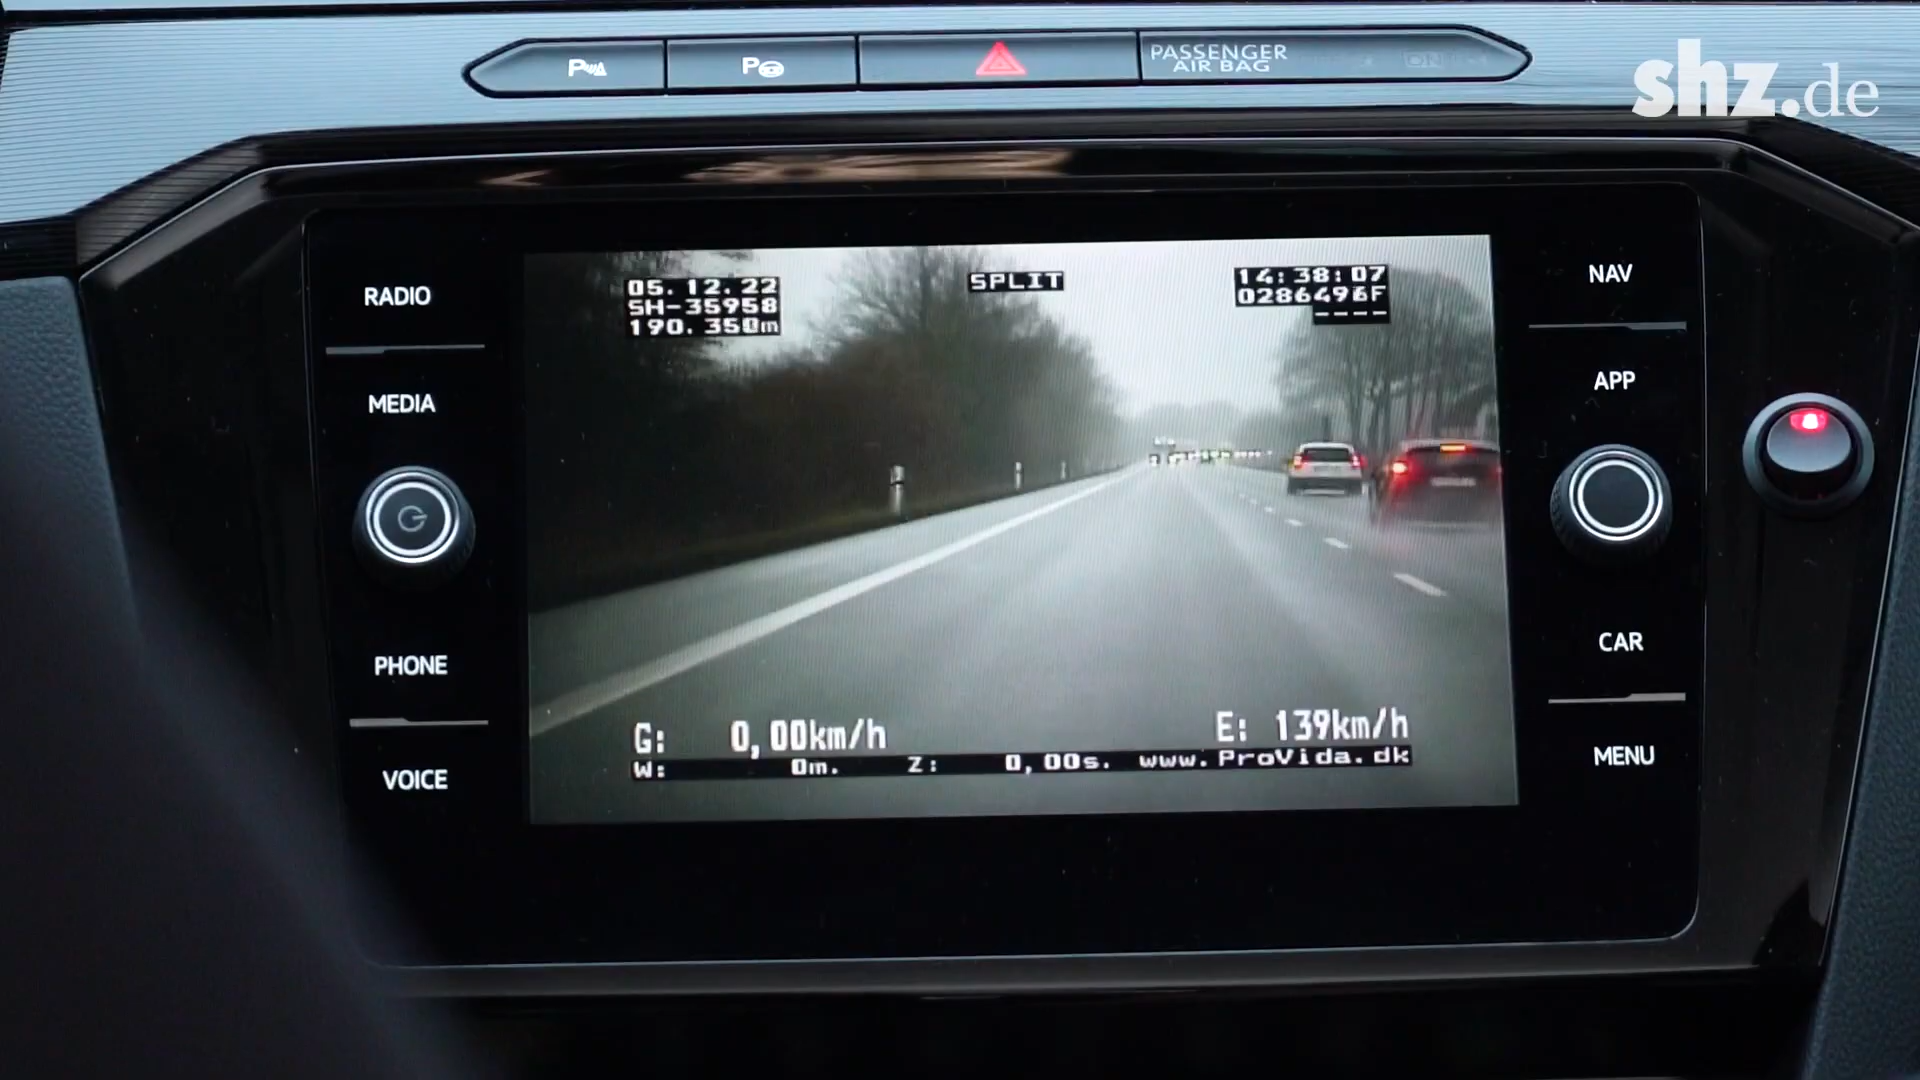 P
P
PASSENGER
AIR BAG
shz.de
RADIO
MEDIA
PHONE
VOICE
05.12.22
SH-35958
190.350m
SPLIT
14:38:07
0286496F
----
G: 0,00km/h
E: 139km/h
W: 0m. Z: 0,00s. www.ProVida.dk
NAV
APP
CAR
MENU